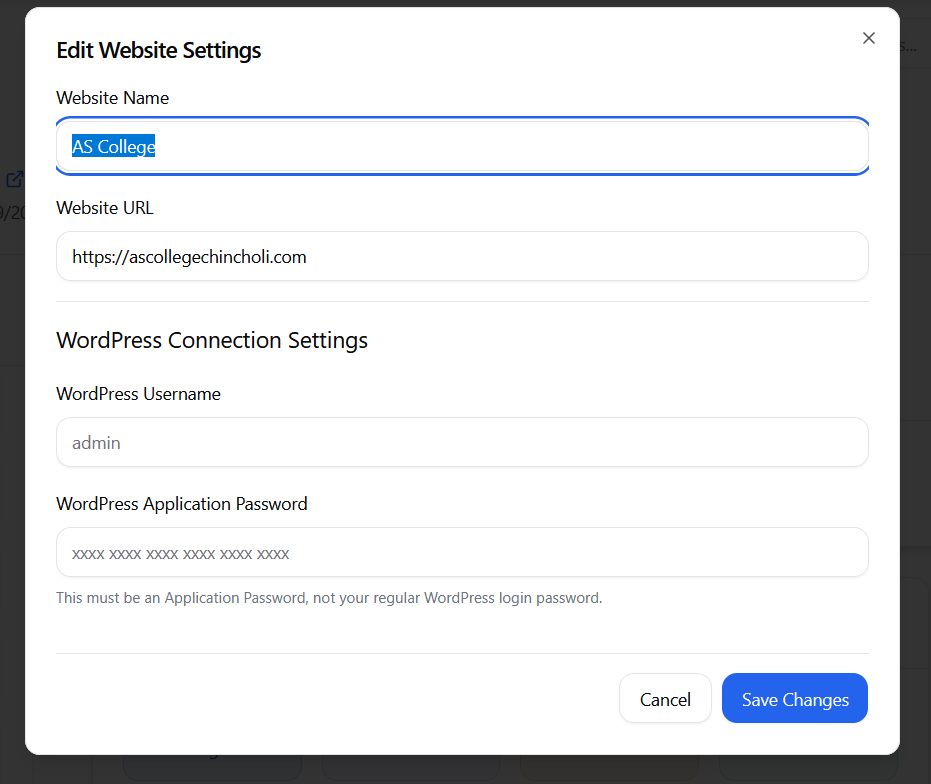 Edit Website Settings
Website Name
AS College
Website URL
https://ascollegechincholi.com
WordPress Connection Settings
WordPress Username
admin
WordPress Application Password
xxxx xxxx xxxx xxxx xxxx xxxx
This must be an Application Password, not your regular WordPress login password.
Cancel
Save Changes